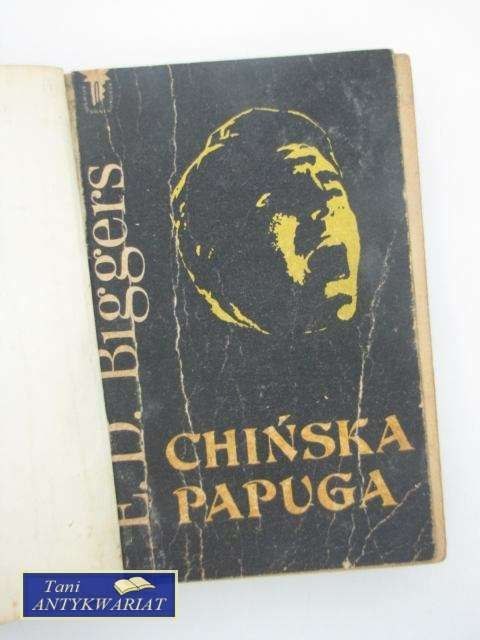 E. D. Biggers
CHIŃSKA
PAPUGA
Tani
ANTYKWARIAT